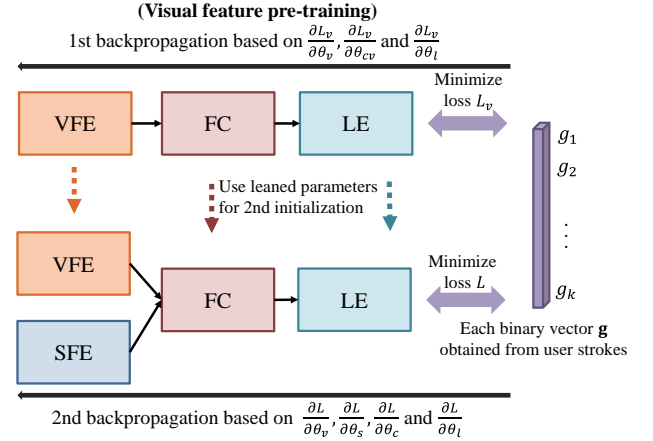 (Visual feature pre-training)
1st backpropagation based on ∂L_v/∂θ_v, ∂L_v/∂θ_cv and ∂L_v/∂θ_l
Minimize
loss L_v
VFE
FC
LE
g_1
g_2
Use leaned parameters
for 2nd initialization
⋮
VFE
FC
LE
Minimize
loss L
g_k
SFE
Each binary vector g
obtained from user strokes
2nd backpropagation based on ∂L/∂θ_v, ∂L/∂θ_s, ∂L/∂θ_c and ∂L/∂θ_l